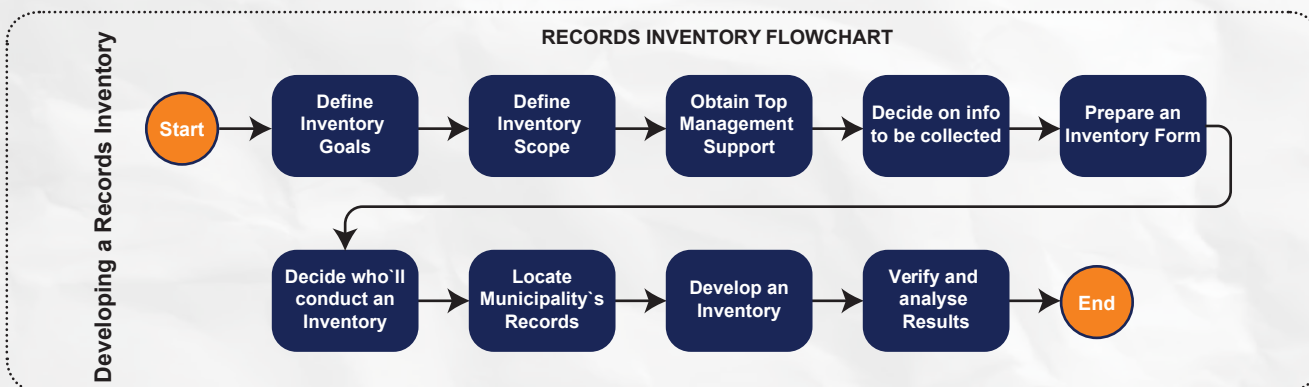 RECORDS INVENTORY FLOWCHART
Developing a Records Inventory
Start
Define
Inventory
Goals
Define
Inventory
Scope
Obtain Top
Management
Support
Decide on info
to be collected
Prepare an
Inventory Form
Decide who`ll
conduct an
Inventory
Locate
Municipality`s
Records
Develop an
Inventory
Verify and
analyse
Results
End